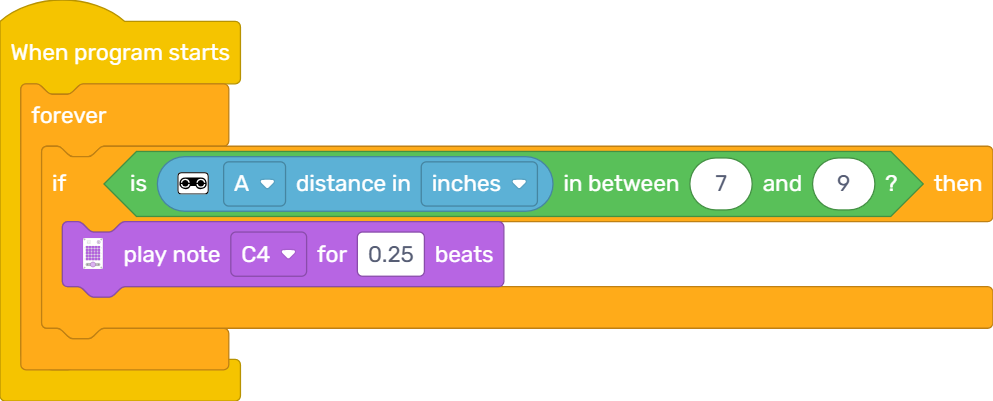 When program starts
forever
if is A distance in inches in between 7 and 9 ? then
play note C4 for 0.25 beats